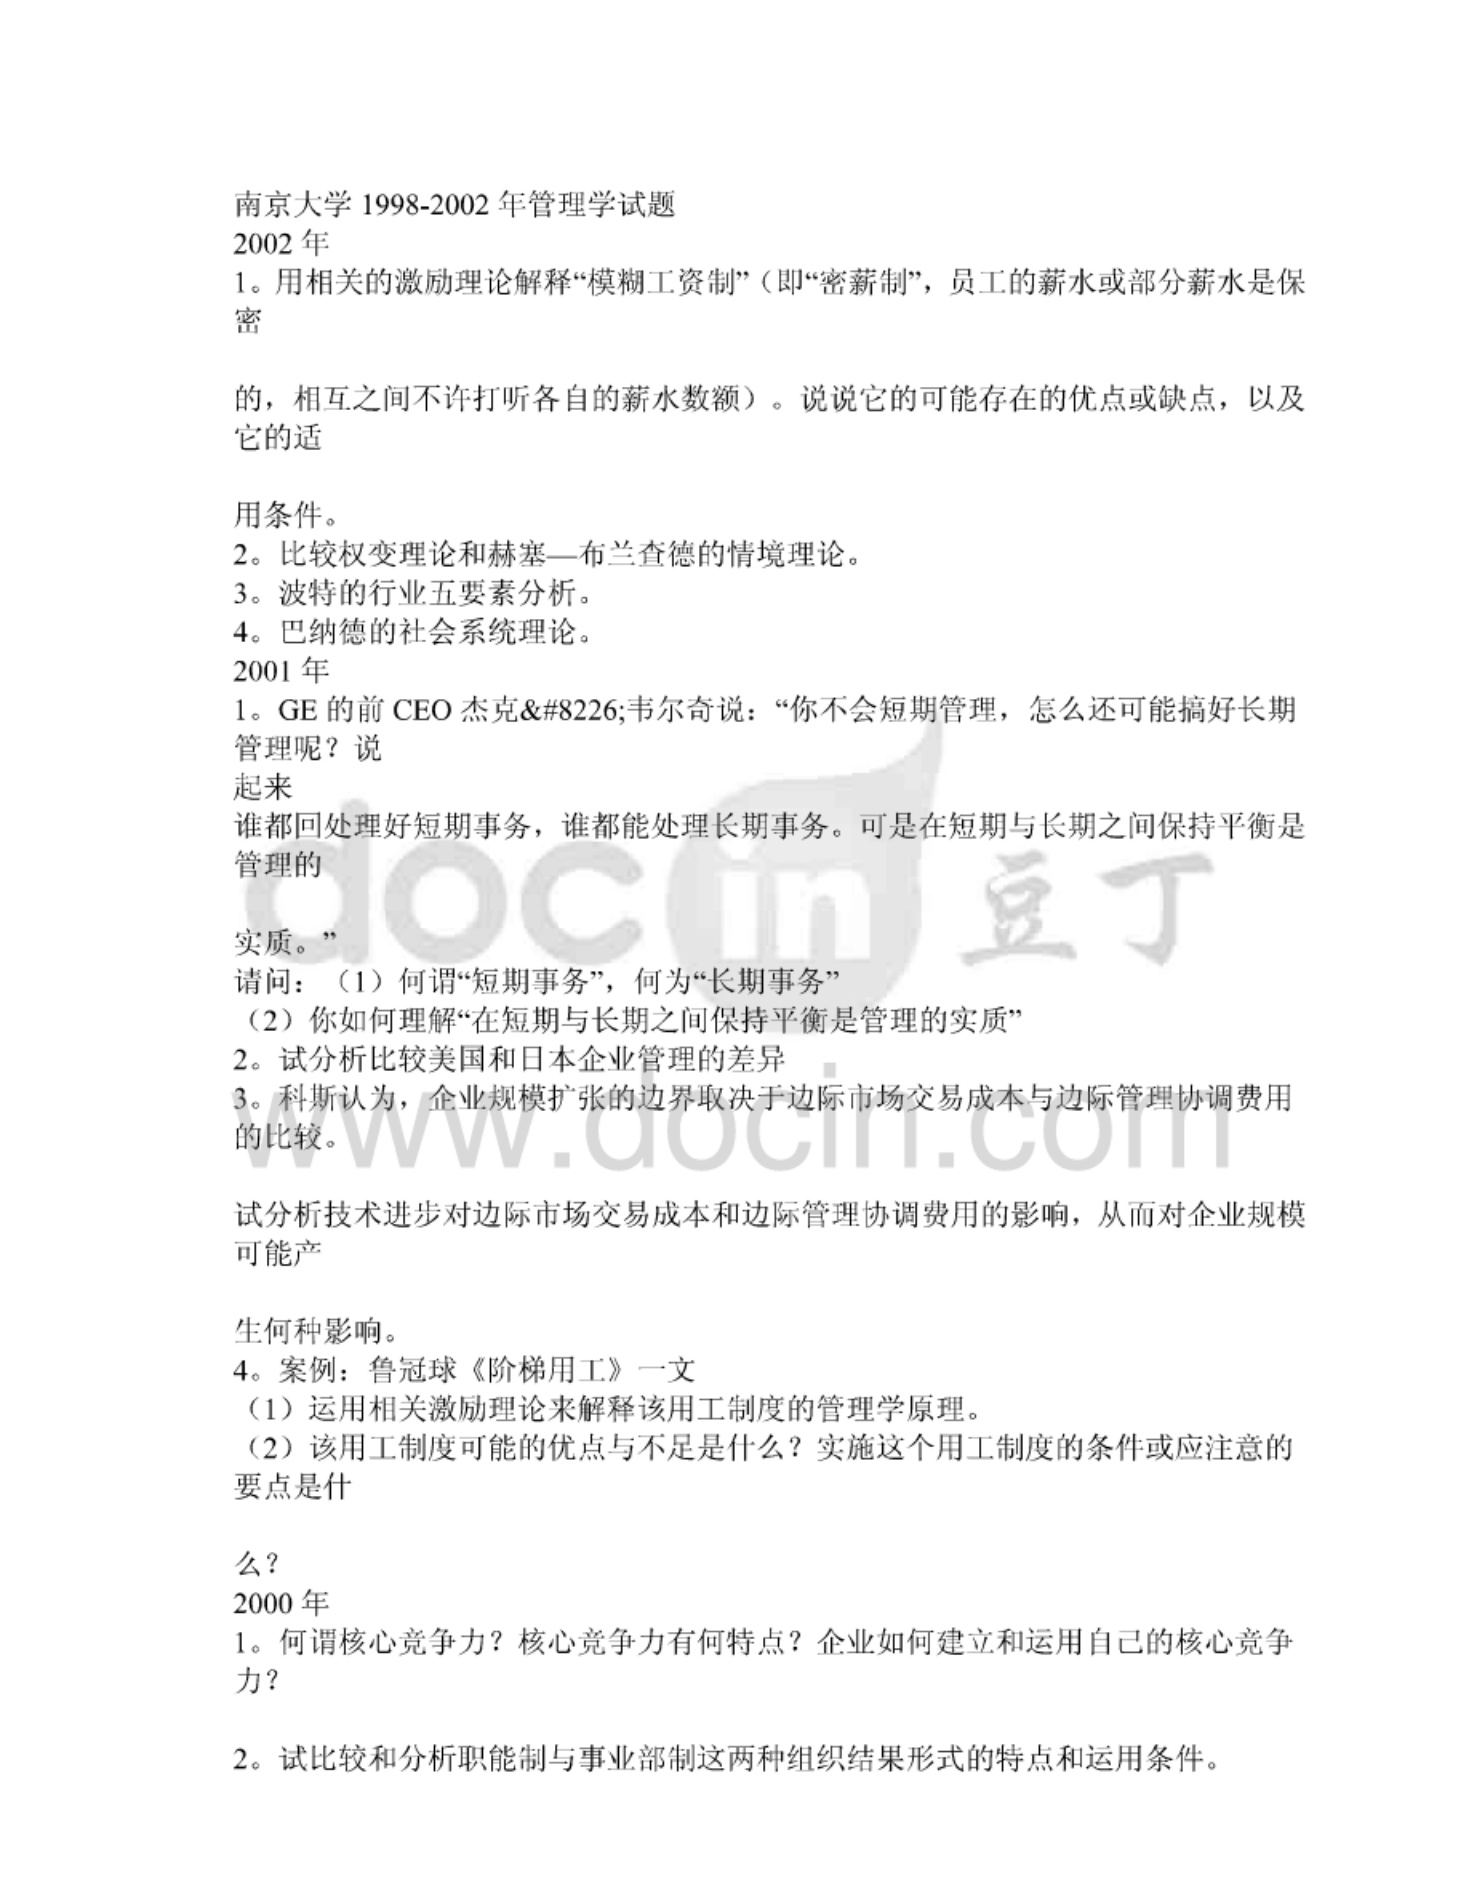 南京大学 1998-2002 年管理学试题
2002 年
1。用相关的激励理论解释“模糊工资制”（即“密薪制”，员工的薪水或部分薪水是保
密
的，相互之间不许打听各自的薪水数额）。说说它的可能存在的优点或缺点，以及
它的适
用条件。
2。比较权变理论和赫塞—布兰查德的情境理论。
3。波特的行业五要素分析。
4。巴纳德的社会系统理论。
2001 年
1。GE 的前 CEO 杰克&#8226;韦尔奇说：“你不会短期管理，怎么还可能搞好长期
管理呢？说
起来
谁都回处理好短期事务，谁都能处理长期事务。可是在短期与长期之间保持平衡是
管理的
实质。”
请问：（1）何谓“短期事务”，何为“长期事务”
（2）你如何理解“在短期与长期之间保持平衡是管理的实质”
2。试分析比较美国和日本企业管理的差异
3。科斯认为，企业规模扩张的边界取决于边际市场交易成本与边际管理协调费用
的比较。
试分析技术进步对边际市场交易成本和边际管理协调费用的影响，从而对企业规模
可能产
生何种影响。
4。案例：鲁冠球《阶梯用工》一文
（1）运用相关激励理论来解释该用工制度的管理学原理。
（2）该用工制度可能的优点与不足是什么？实施这个用工制度的条件或应注意的
要点是什
么？
2000 年
1。何谓核心竞争力？核心竞争力有何特点？企业如何建立和运用自己的核心竞争
力？
2。试比较和分析职能制与事业部制这两种组织结果形式的特点和运用条件。
docin 豆丁
www.docin.com